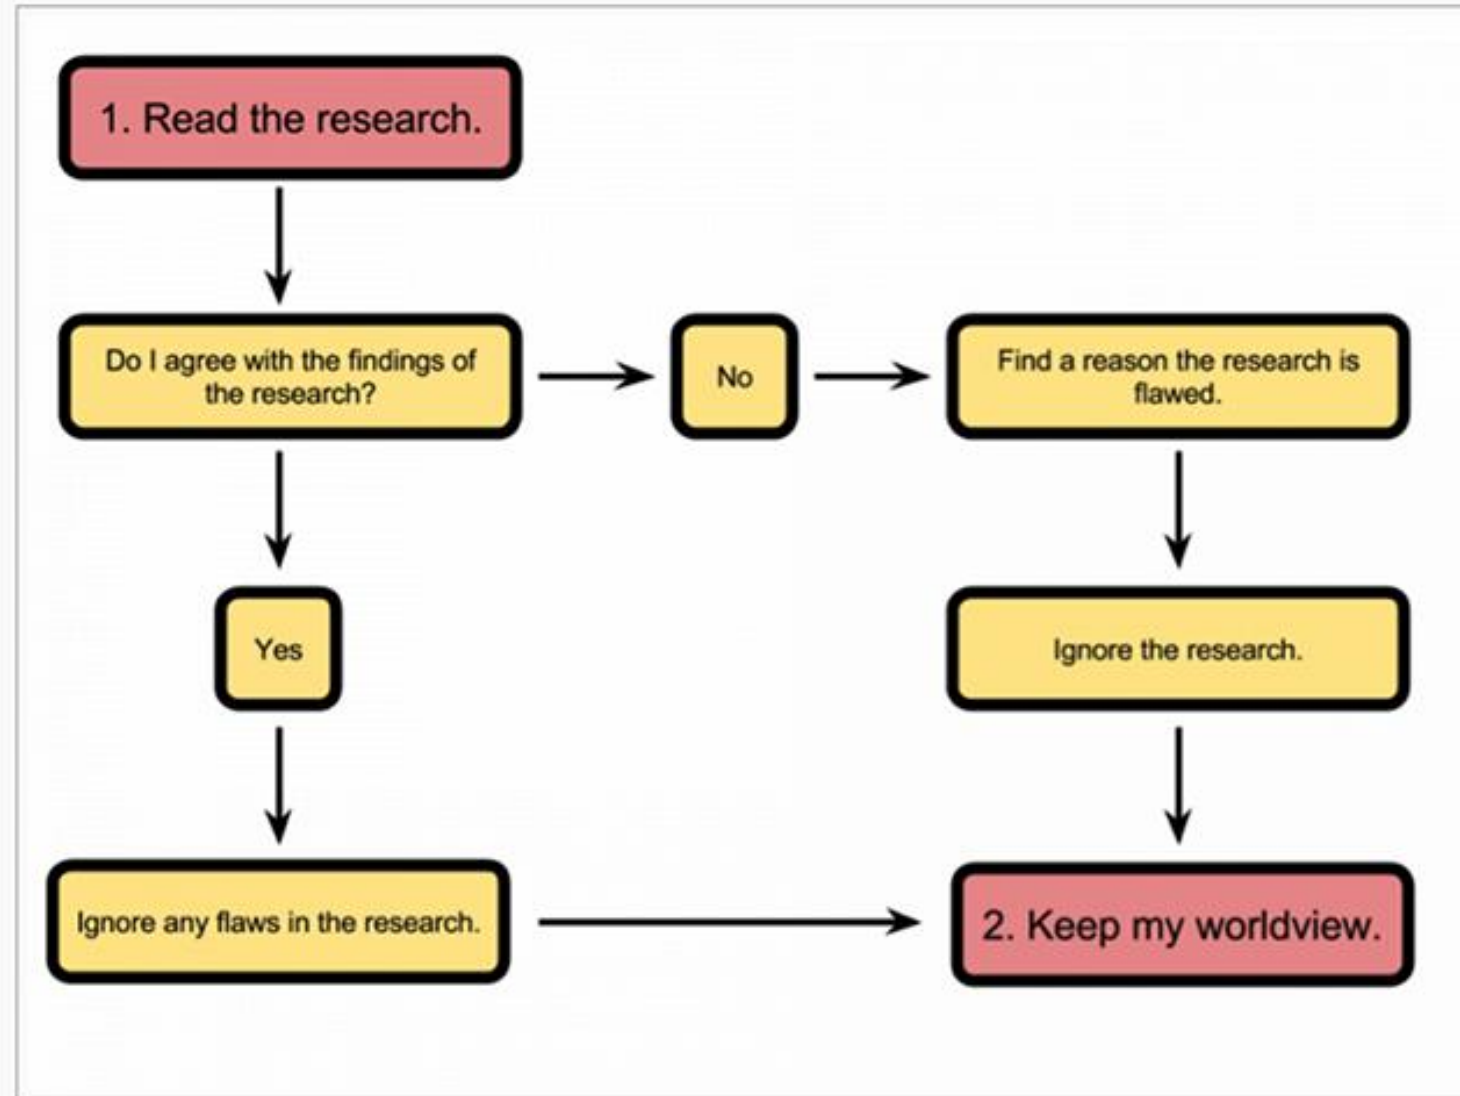 1. Read the research.
Do I agree with the findings of
the research?
No
Find a reason the research is
flawed.
Yes
Ignore the research.
Ignore any flaws in the research.
2. Keep my worldview.